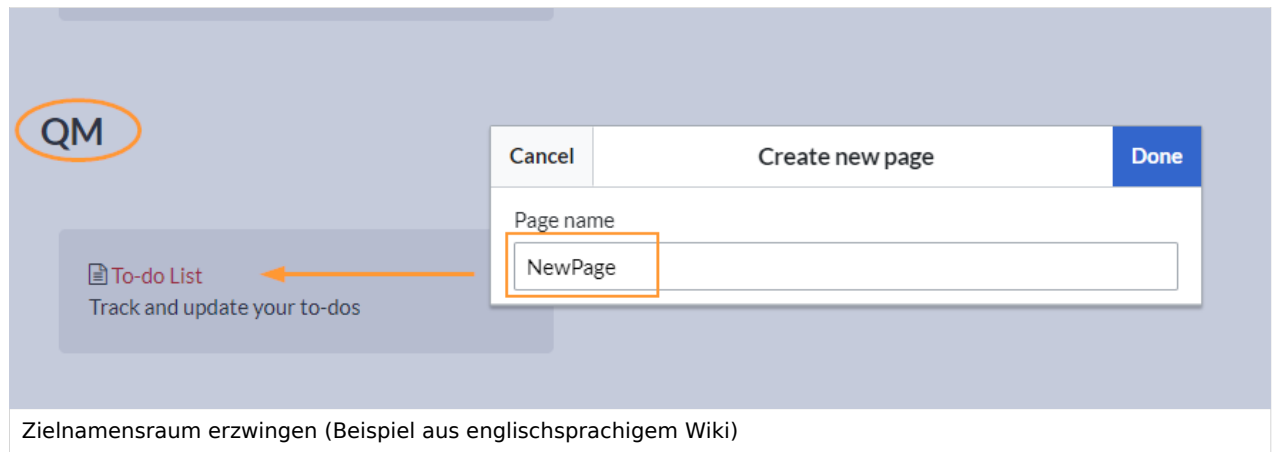 QM
Cancel Create new page Done
Page name
NewPage
To-do List
Track and update your to-dos
Zielnamensraum erzwingen (Beispiel aus englischsprachigem Wiki)